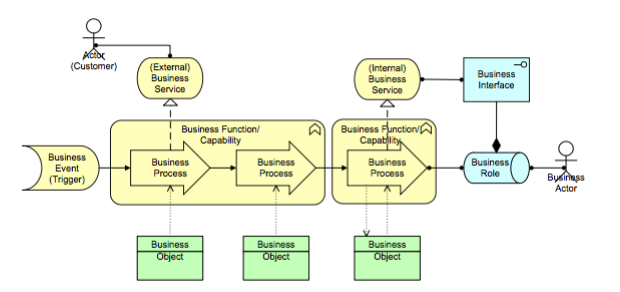 Actor
(Customer)
(External)
Business
Service
(Internal)
Business
Service
Business
Interface
Business Function/
Capability
Business Function/
Capability
Business
Event
(Trigger)
Business
Process
Business
Process
Business
Process
Business
Role
Business
Actor
Business
Object
Business
Object
Business
Object